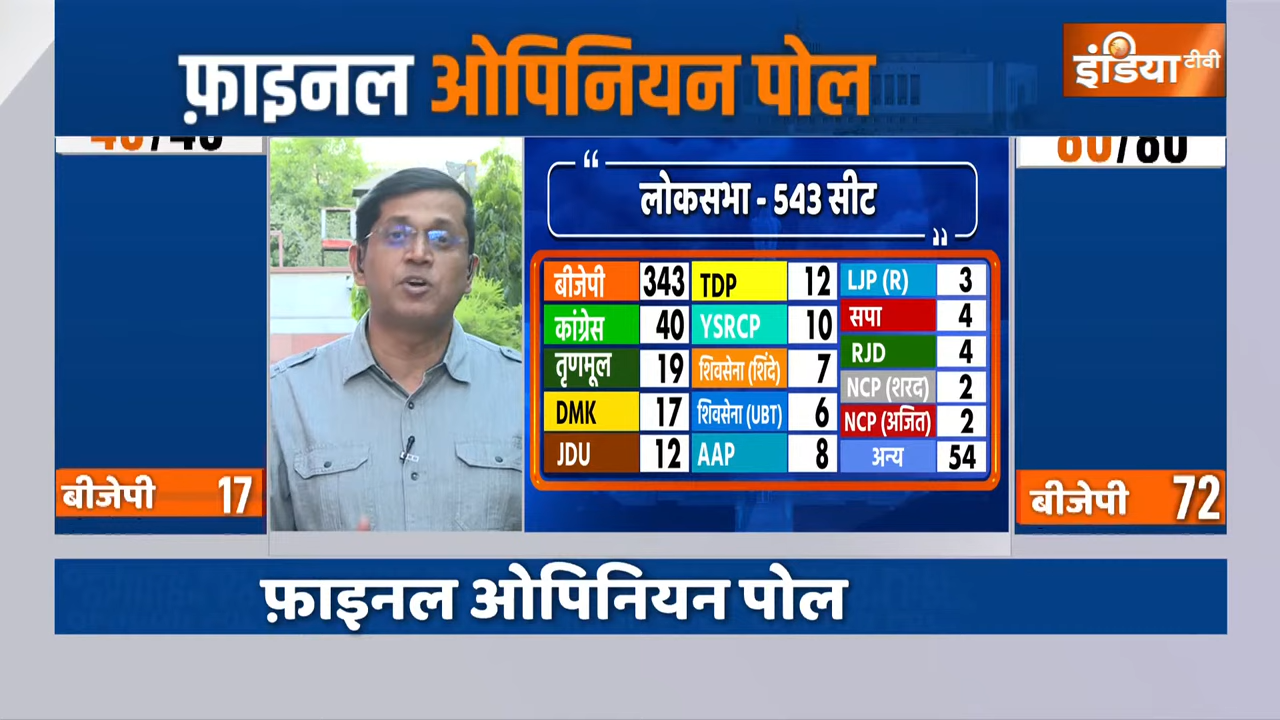 फ़ाइनल ओपिनियन पोल
इंडिया टीवी
40/40
80/80
“
लोकसभा - 543 सीट
”
बीजेपी 343
कांग्रेस 40
तृणमूल 19
DMK 17
JDU 12
TDP 12
YSRCP 10
शिवसेना (शिंदे) 7
शिवसेना (UBT) 6
AAP 8
LJP (R) 3
सपा 4
RJD 4
NCP (शरद) 2
NCP (अजित) 2
अन्य 54
बीजेपी 17
बीजेपी 72
फ़ाइनल ओपिनियन पोल